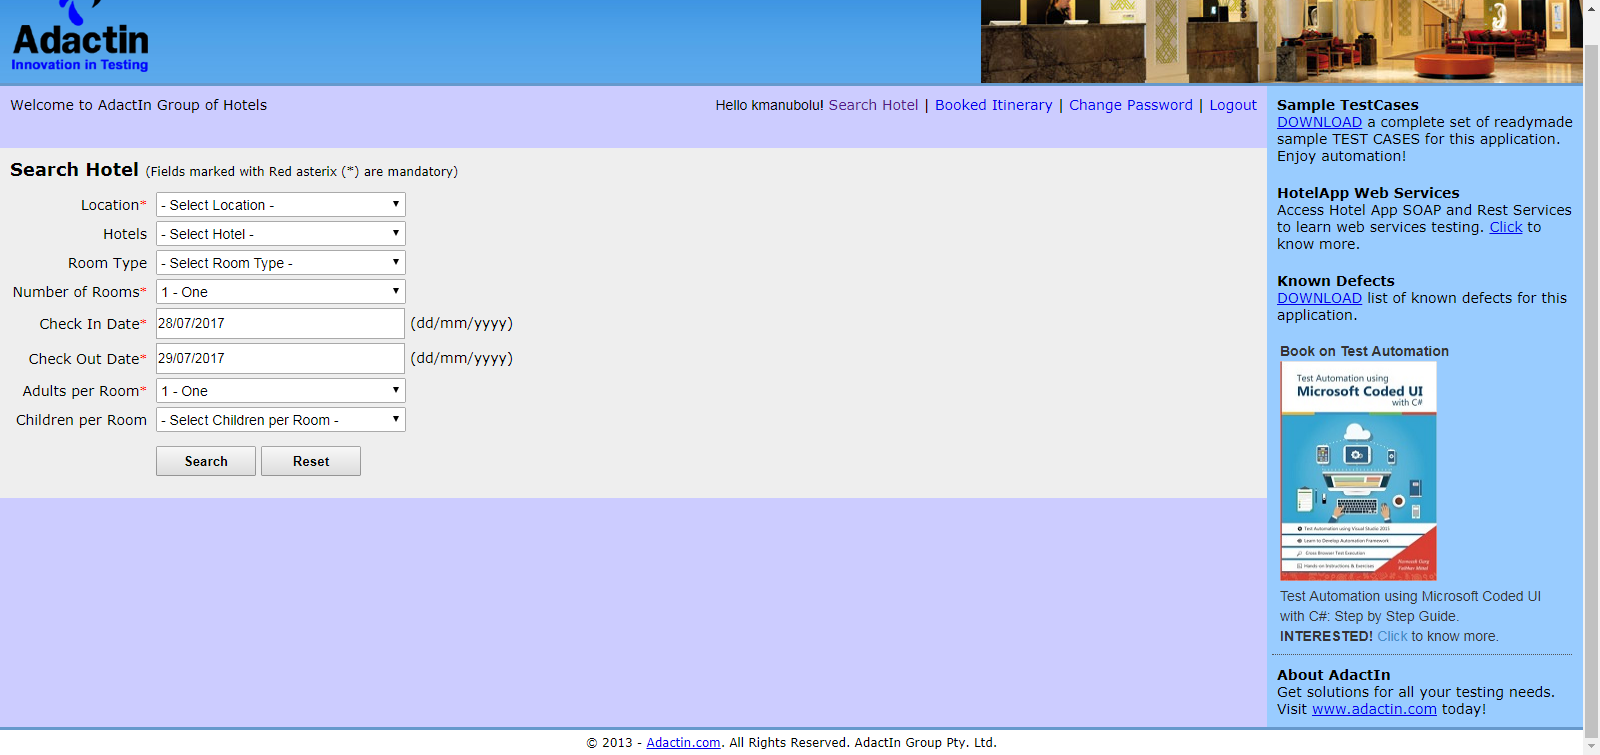 Adactin
Innovation in Testing
Welcome to AdactIn Group of Hotels
Hello kmanubolu! Search Hotel | Booked Itinerary | Change Password | Logout
Search Hotel (Fields marked with Red asterix (*) are mandatory)
Location* - Select Location -
Hotels - Select Hotel -
Room Type - Select Room Type -
Number of Rooms* 1 - One
Check In Date* 28/07/2017 (dd/mm/yyyy)
Check Out Date* 29/07/2017 (dd/mm/yyyy)
Adults per Room* 1 - One
Children per Room - Select Children per Room -
Search Reset
Sample TestCases
DOWNLOAD a complete set of readymade
sample TEST CASES for this application.
Enjoy automation!
HotelApp Web Services
Access Hotel App SOAP and Rest Services
to learn web services testing. Click to
know more.
Known Defects
DOWNLOAD list of known defects for this
application.
Book on Test Automation
Test Automation using
Microsoft Coded UI
with C#
Test Automation using Visual Studio 2015
Learn to Develop Automation Framework
Cross Browser Test Execution
Hands-on Instructions & Exercises
Test Automation using Microsoft Coded UI
with C#: Step by Step Guide.
INTERESTED! Click to know more.
About AdactIn
Get solutions for all your testing needs.
Visit www.adactin.com today!
© 2013 - Adactin.com. All Rights Reserved. AdactIn Group Pty. Ltd.